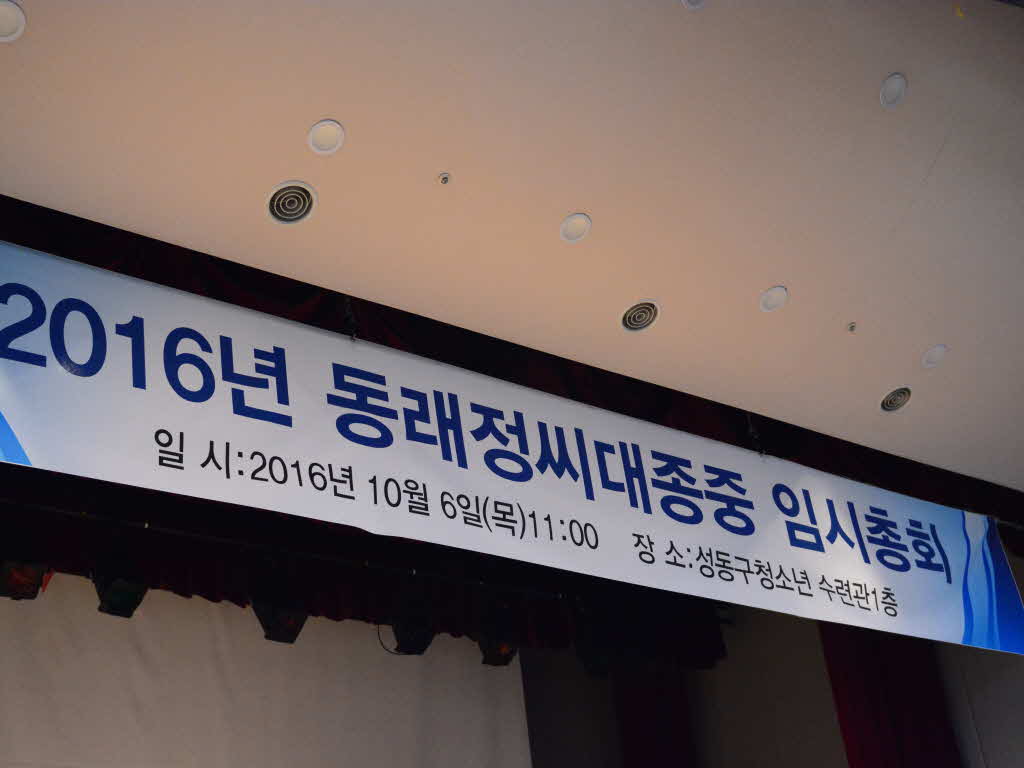 2016년 동래정씨대종중 임시총회
일 시:2016년 10월 6일(목)11:00 장 소:성동구청소년 수련관1층